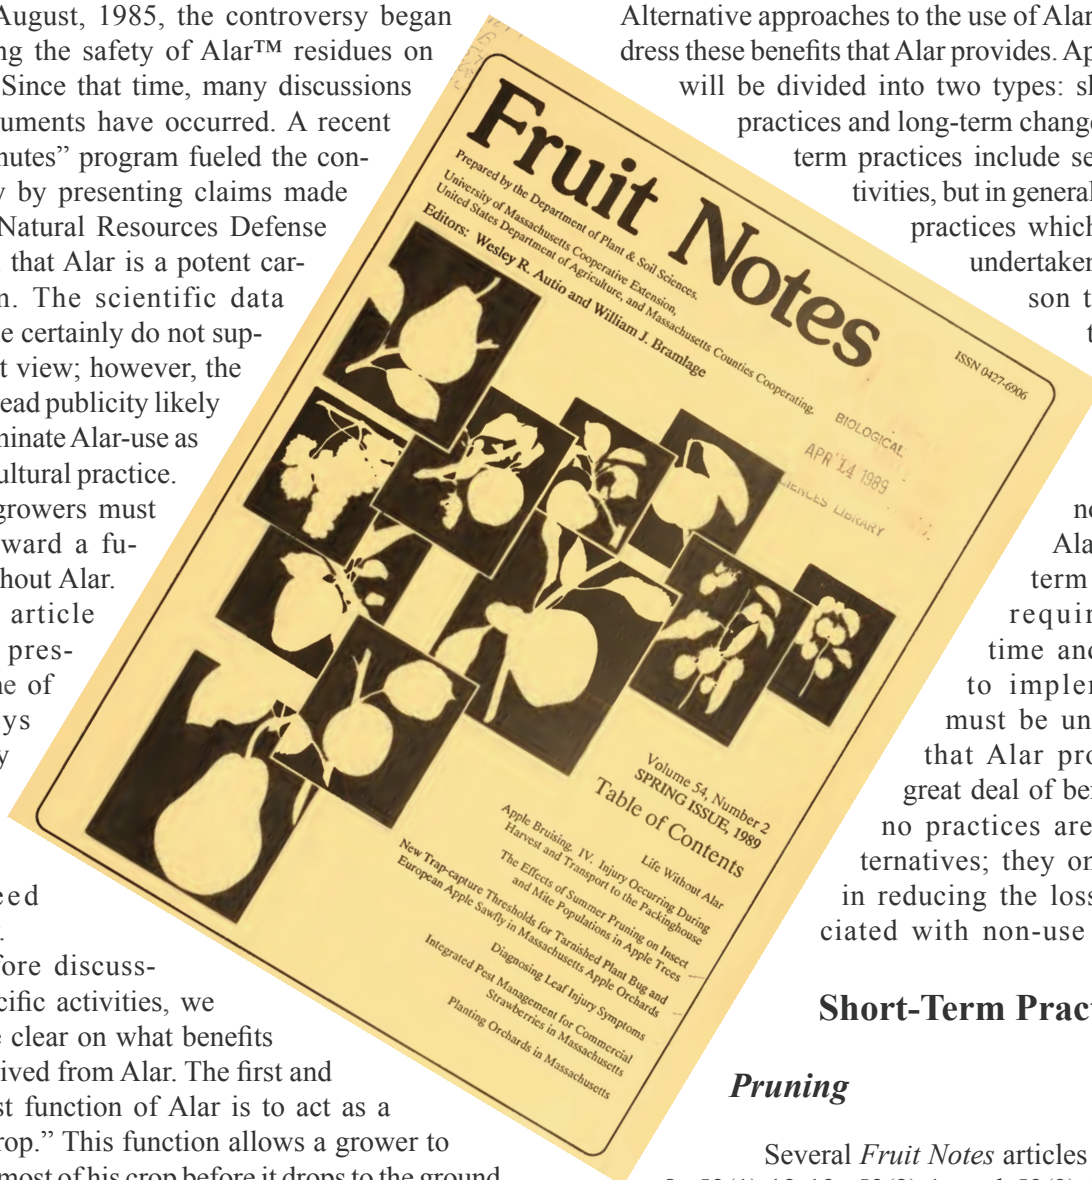 August, 1985, the controversy began
ng the safety of Alar™ residues on
Since that time, many discussions
uments have occurred. A recent
nutes” program fueled the con-
y by presenting claims made
Natural Resources Defense
that Alar is a potent car-
n. The scientific data
e certainly do not sup-
t view; however, the
ead publicity likely
minate Alar-use as
ultural practice.
growers must
ward a fu-
hout Alar.
article
pres-
ne of
ys
y
eed
fore discuss-
cific activities, we
e clear on what benefits
ived from Alar. The first and
st function of Alar is to act as a
rop.” This function allows a grower to
most of his crop before it drops to the ground
Fruit Notes
Prepared by the Department of Plant & Soil Sciences.
University of Massachusetts Cooperative Extension,
United States Department of Agriculture, and Massachusetts Counties Cooperating.
Editors: Wesley R. Autio and William J. Bramlage
ISSN 0427-6906
BIOLOGICAL
APR 14 1989
CIENCES LIBRARY
Volume 54, Number 2
SPRING ISSUE, 1989
Table of Contents
Life Without Alar
Apple Bruising. IV. Injury Occurring During
Harvest and Transport to the Packinghouse
The Effects of Summer Pruning on Insect
and Mite Populations in Apple Trees
New Trap-capture Thresholds for Tarnished Plant Bug and
European Apple Sawfly in Massachusetts Apple Orchards
Diagnosing Leaf Injury Symptoms
Integrated Pest Management for Commercial
Strawberries in Massachusetts
Planting Orchards in Massachusetts
Alternative approaches to the use of Alar
dress these benefits that Alar provides. Ap
will be divided into two types: sh
practices and long-term change
term practices include se
tivities, but in general
practices which
undertaken
son t
t
no
Ala
term
requir
time and
to implem
must be un
that Alar pro
great deal of ben
no practices are
ternatives; they on
in reducing the loss
ciated with non-use
Short-Term Pract
Pruning
Several Fruit Notes articles